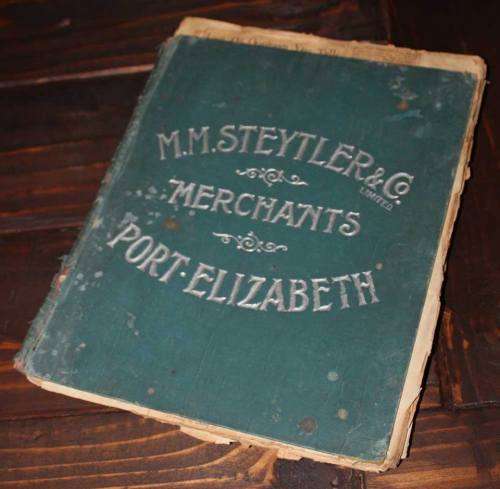 M.M. STEYTLER & CO.
LIMITED.
MERCHANTS
PORT·ELIZABETH